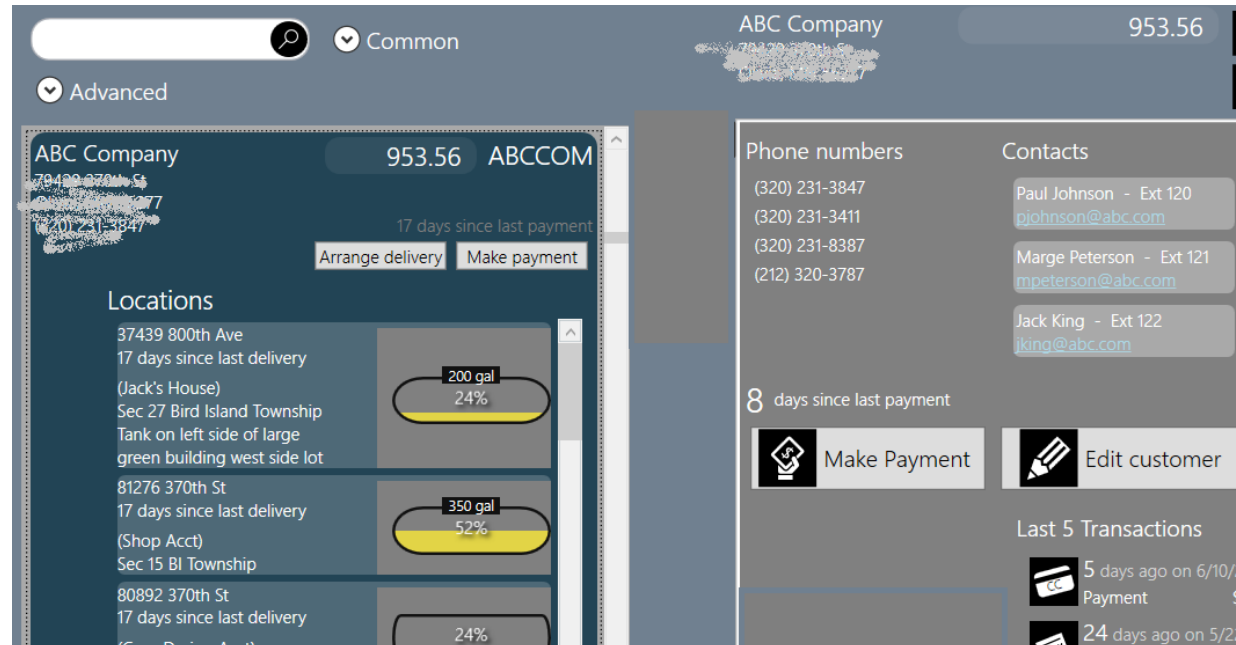 Common
Advanced
ABC Company
953.56
ABCCOM
17 days since last payment
Arrange delivery
Make payment
Locations
37439 800th Ave
17 days since last delivery
(Jack's House)
Sec 27 Bird Island Township
Tank on left side of large
green building west side lot
200 gal
24%
81276 370th St
17 days since last delivery
(Shop Acct)
Sec 15 BI Township
350 gal
52%
80892 370th St
17 days since last delivery
24%
ABC Company
953.56
Phone numbers
(320) 231-3847
(320) 231-3411
(320) 231-8387
(212) 320-3787
Contacts
Paul Johnson - Ext 120
pjohnson@abc.com
Marge Peterson - Ext 121
mpeterson@abc.com
Jack King - Ext 122
jking@abc.com
8 days since last payment
Make Payment
Edit customer
Last 5 Transactions
CC
5 days ago on 6/10/
Payment
24 days ago on 5/2